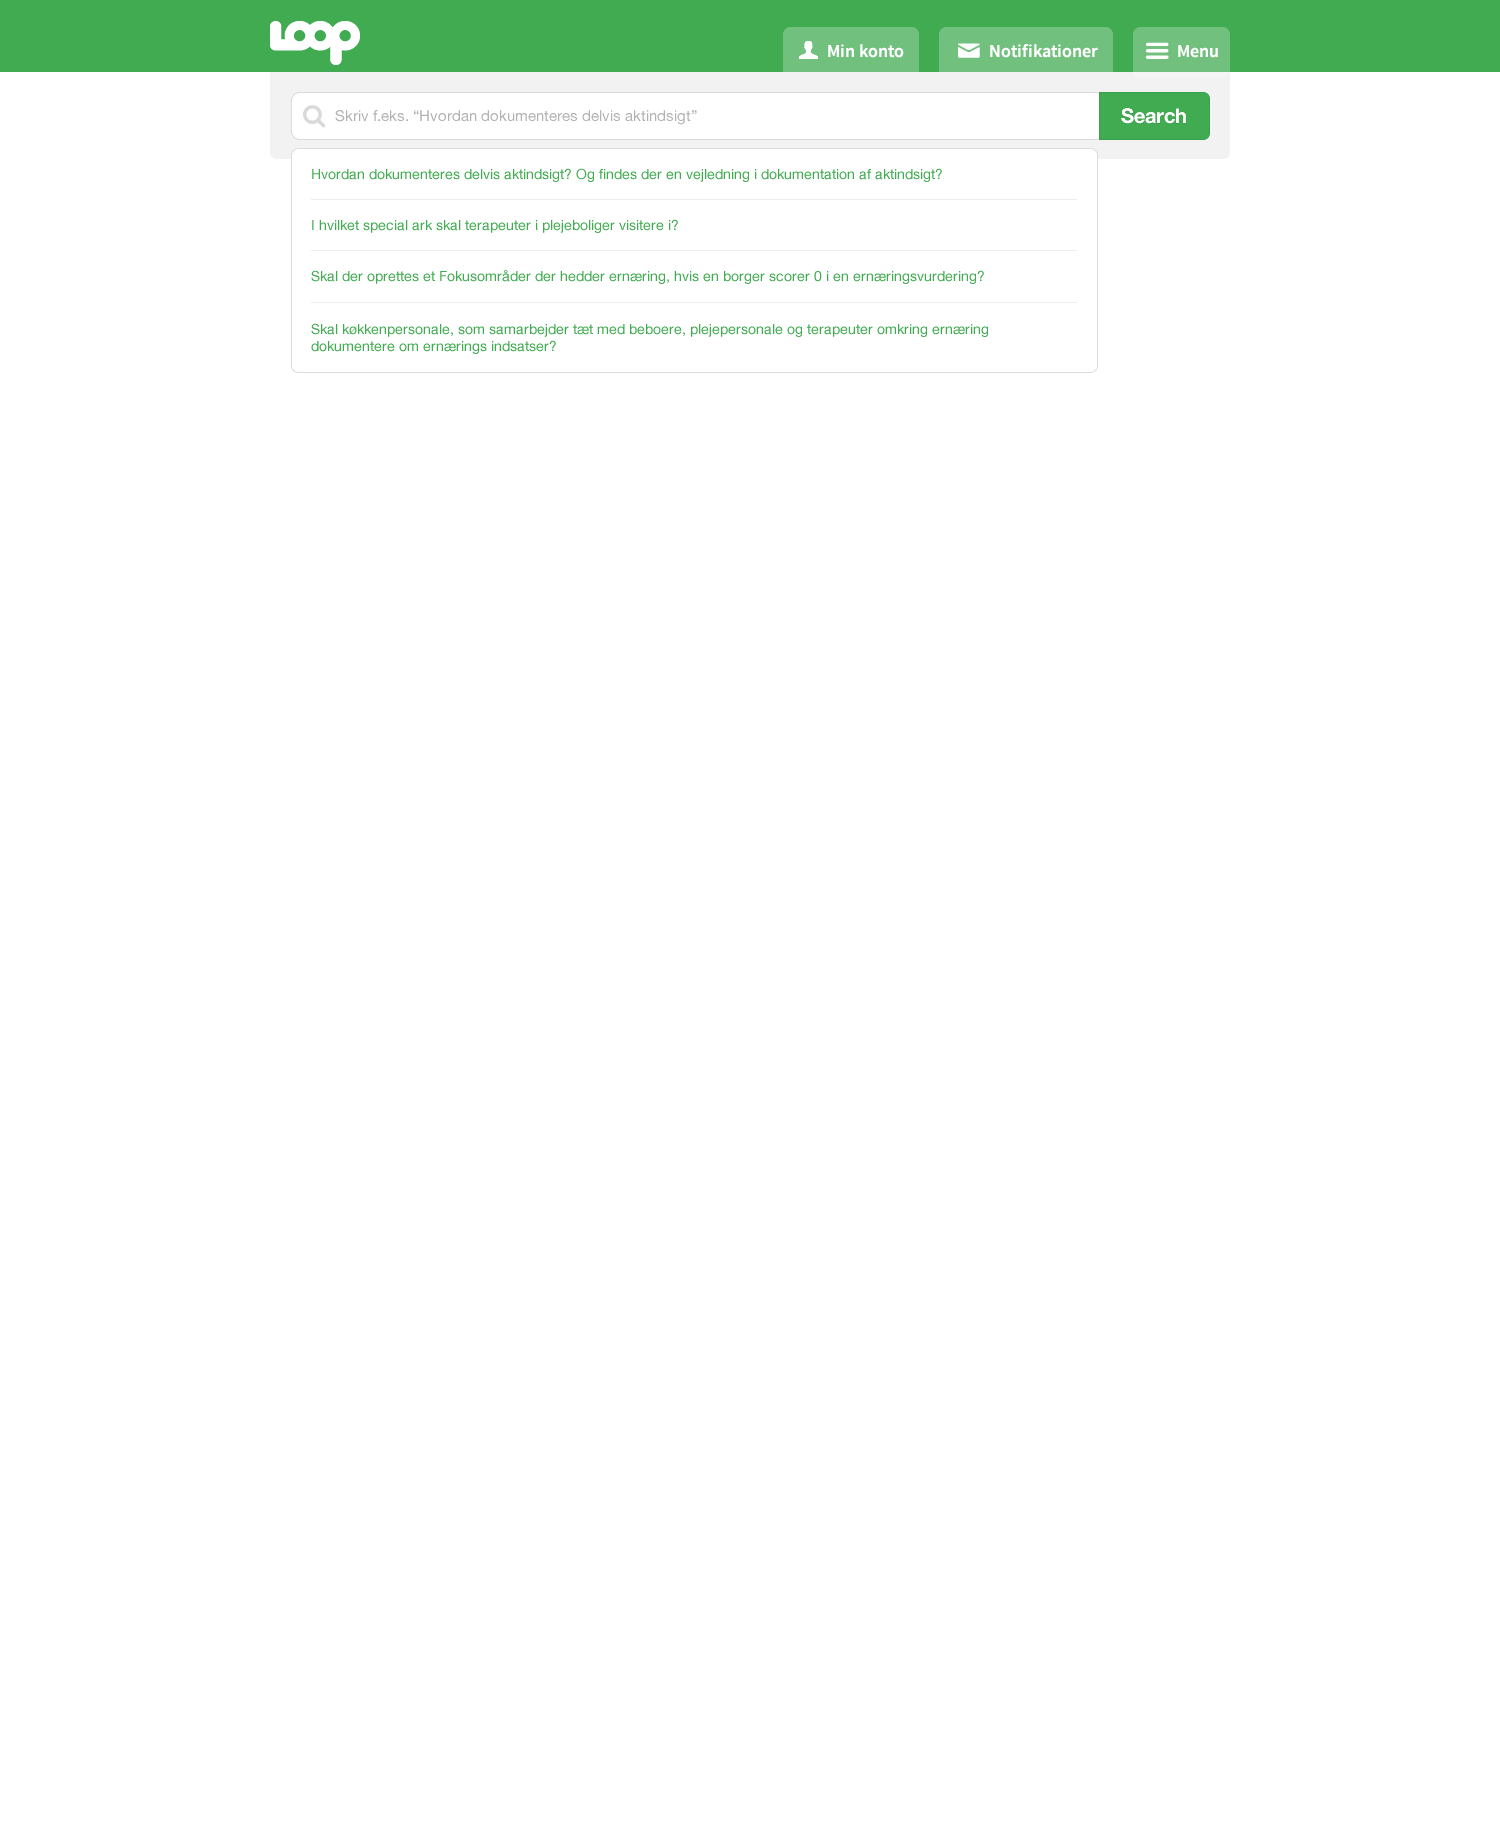 Loop
Min konto
Notifikationer
Menu
Skriv f.eks. “Hvordan dokumenteres delvis aktindsigt”
Search
Hvordan dokumenteres delvis aktindsigt? Og findes der en vejledning i dokumentation af aktindsigt?
I hvilket special ark skal terapeuter i plejeboliger visitere i?
Skal der oprettes et Fokusområder der hedder ernæring, hvis en borger scorer 0 i en ernæringsvurdering?
Skal køkkenpersonale, som samarbejder tæt med beboere, plejepersonale og terapeuter omkring ernæring
dokumentere om ernærings indsatser?